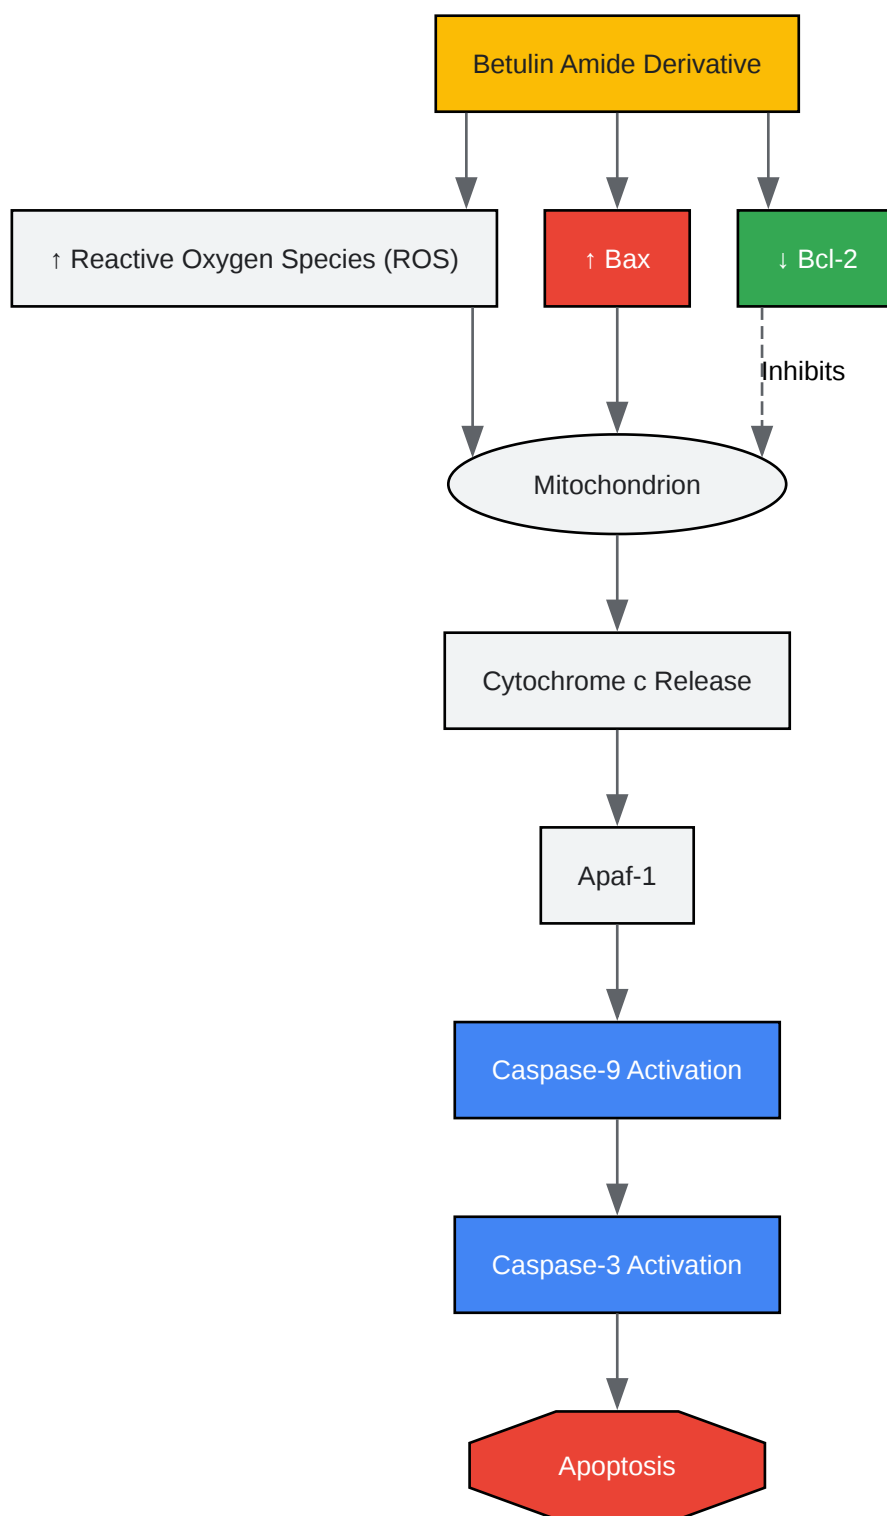 Betulin Amide Derivative
↑ Reactive Oxygen Species (ROS)
↑ Bax
↓ Bcl-2
Inhibits
Mitochondrion
Cytochrome c Release
Apaf-1
Caspase-9 Activation
Caspase-3 Activation
Apoptosis